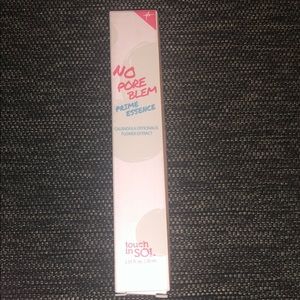 NO
PORE
BLEM
PRIME
ESSENCE
CALENDULA OFFICINALIS
FLOWER EXTRACT
touch
in SOL